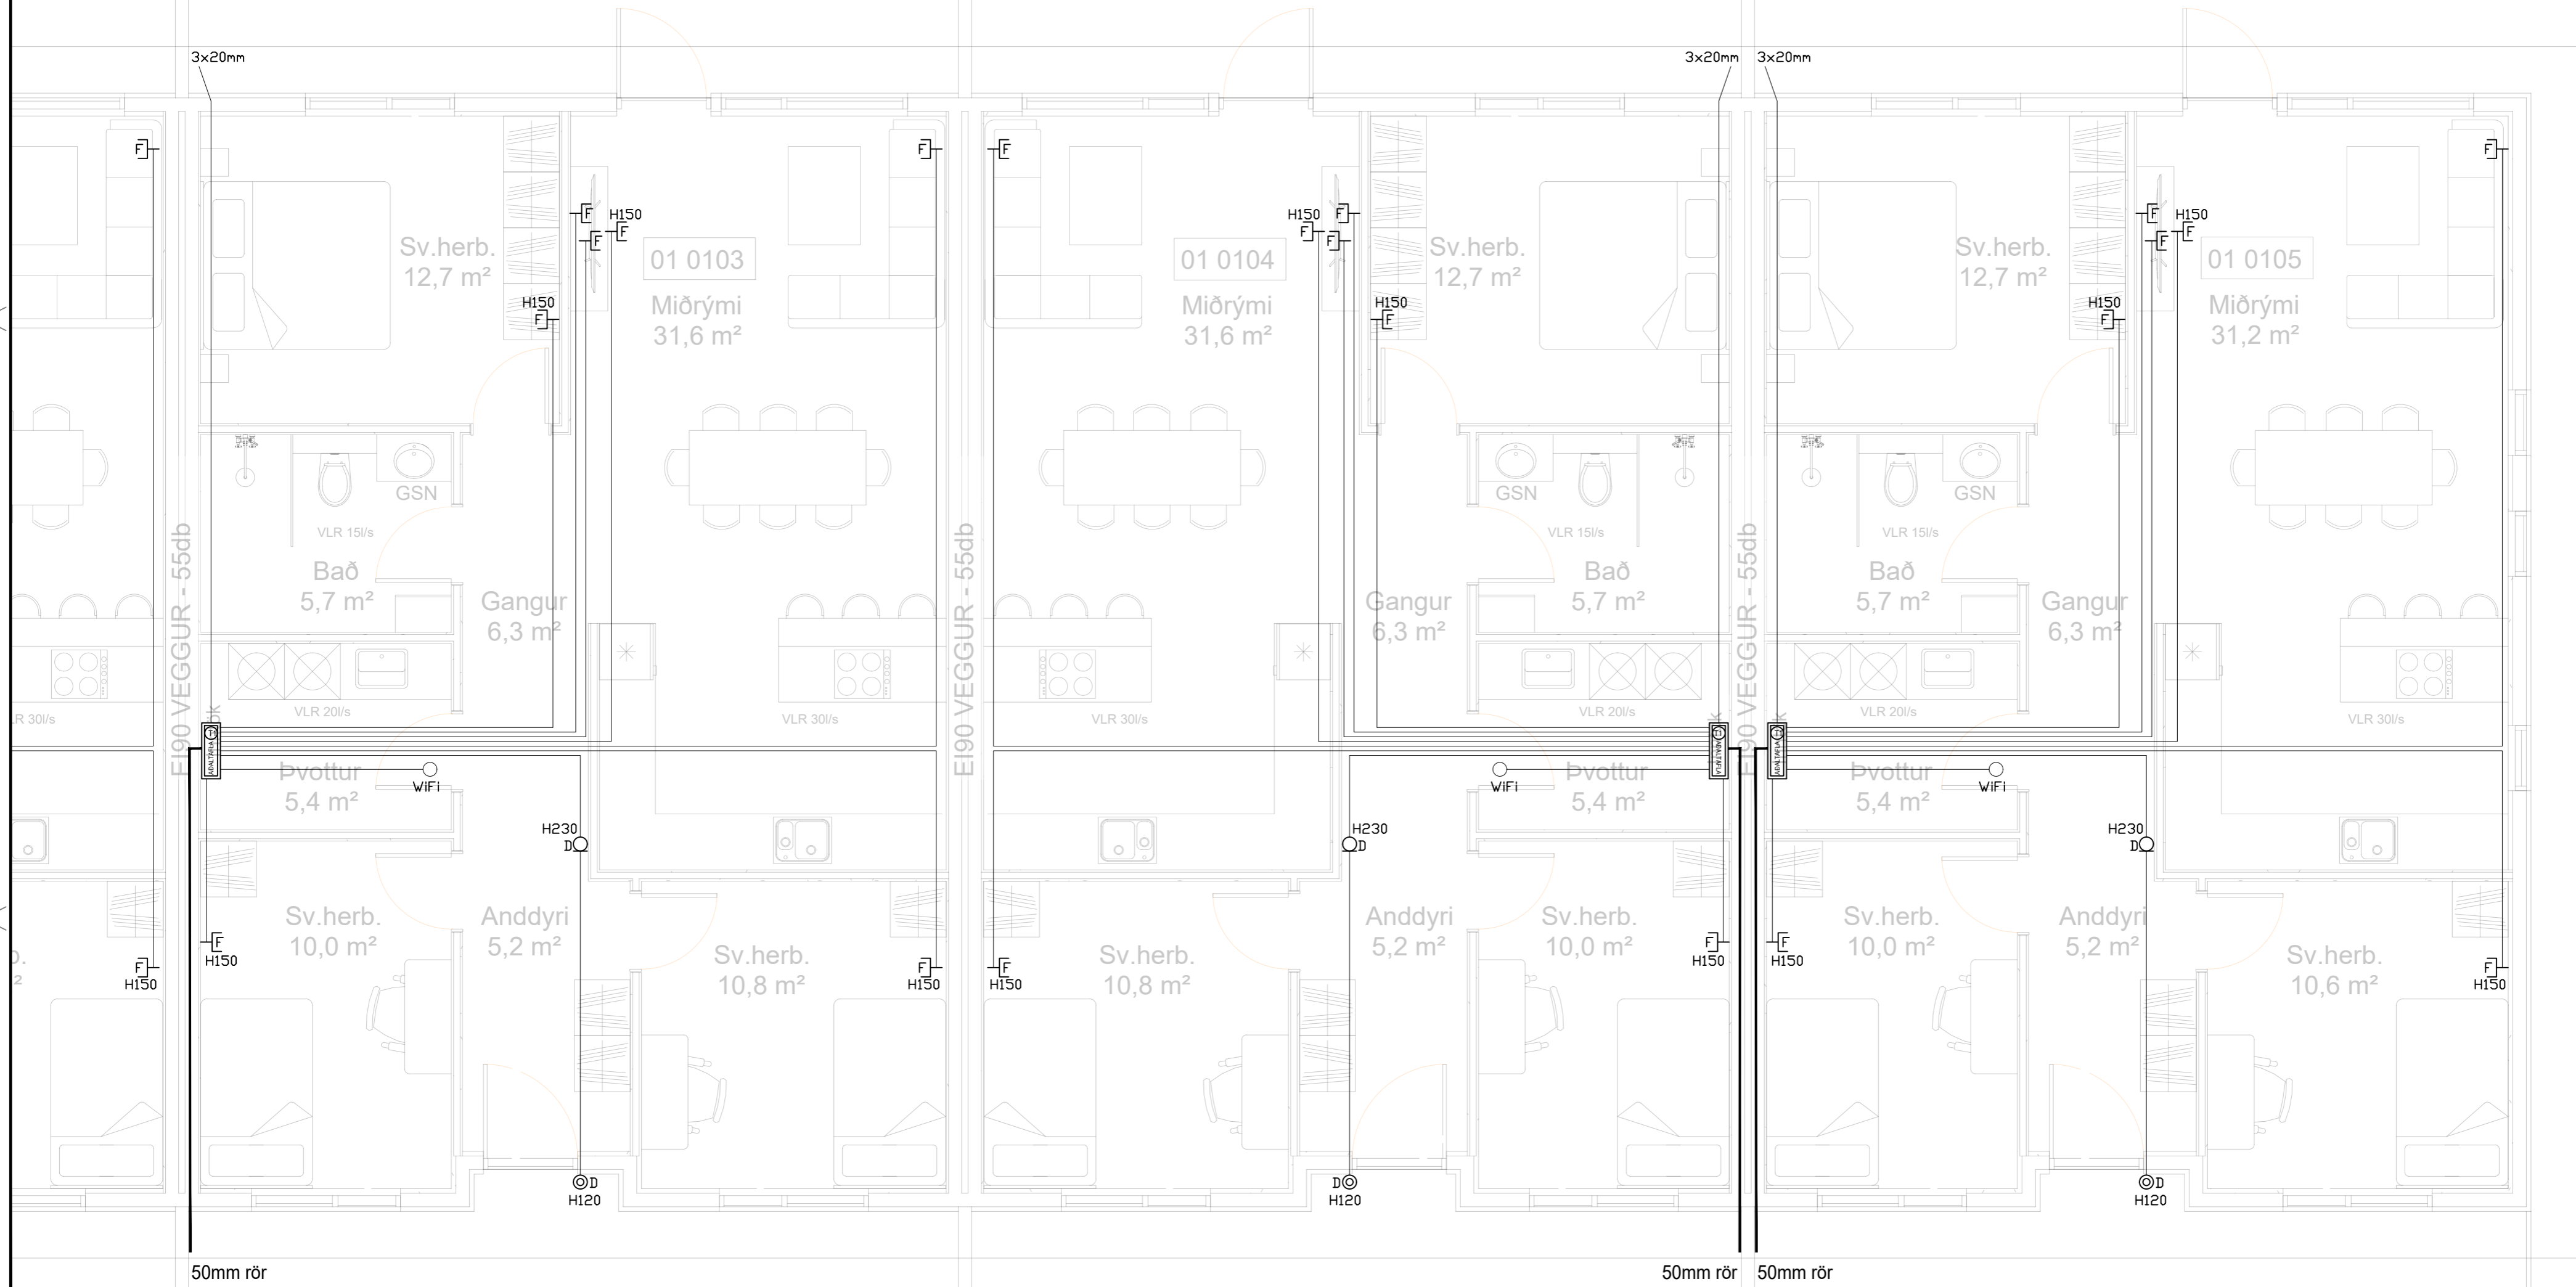 3x20mm
3x20mm
3x20mm
F
F
F
F
F
F
H150
F
F
H150
F
F
F
F
H150
F
F
Sv.herb.
12,7 m²
01 0103
Miðrými
31,6 m²
01 0104
Miðrými
31,6 m²
Sv.herb.
12,7 m²
Sv.herb.
12,7 m²
01 0105
Miðrými
31,2 m²
H150
F
H150
F
H150
F
GSN
GSN
GSN
VLR 15l/s
VLR 15l/s
VLR 15l/s
EI90 VEGGUR - 55db
EI90 VEGGUR - 55db
EI90 VEGGUR - 55db
Bað
5,7 m²
Gangur
6,3 m²
Gangur
6,3 m²
Bað
5,7 m²
Bað
5,7 m²
Gangur
6,3 m²
VLR 20l/s
VLR 30l/s
VLR 30l/s
VLR 20l/s
VLR 20l/s
VLR 30l/s
AÐALTAFLA
AÐALTAFLA
AÐALTAFLA
Þvottur
5,4 m²
WiFi
WiFi
Þvottur
5,4 m²
Þvottur
5,4 m²
WiFi
H230
D
H230
D
H230
D
Sv.herb.
10,0 m²
Anddyri
5,2 m²
Sv.herb.
10,8 m²
Sv.herb.
10,8 m²
Anddyri
5,2 m²
Sv.herb.
10,0 m²
Sv.herb.
10,0 m²
Anddyri
5,2 m²
Sv.herb.
10,6 m²
F
H150
F
H150
F
H150
F
H150
F
H150
F
H150
F
H150
D
H120
D
H120
D
H120
50mm rör
50mm rör
50mm rör